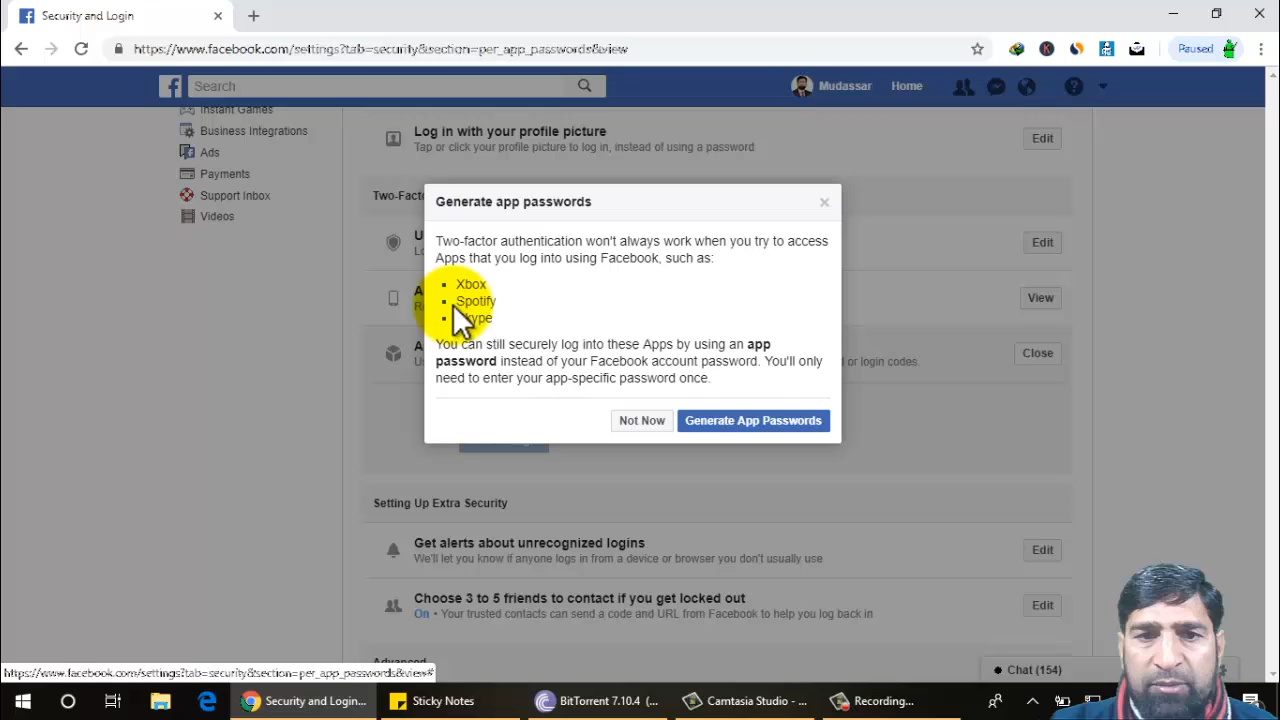 Security and Login
https://www.facebook.com/settings?tab=security&section=per_app_passwords&view
Paused
Search
Mudassar
Home
Instant Games
Business Integrations
Ads
Payments
Support Inbox
Videos
Log in with your profile picture
Tap or click your profile picture to log in, instead of using a password
Edit
Two-Fact
Edit
View
d or login codes.
Close
Generate app passwords
Two-factor authentication won't always work when you try to access
Apps that you log into using Facebook, such as:
Xbox
Spotify
kype
You can still securely log into these Apps by using an app
password instead of your Facebook account password. You'll only
need to enter your app-specific password once.
Not Now
Generate App Passwords
Setting Up Extra Security
Get alerts about unrecognized logins
We'll let you know if anyone logs in from a device or browser you don't usually use
Edit
Choose 3 to 5 friends to contact if you get locked out
On • Your trusted contacts can send a code and URL from Facebook to help you log back in
Edit
Advanced
Chat (154)
https://www.facebook.com/settings?tab=security&section=per_app_passwords&view#
Security and Login...
Sticky Notes
BitTorrent 7.10.4 (...
Camtasia Studio - ...
Recording...